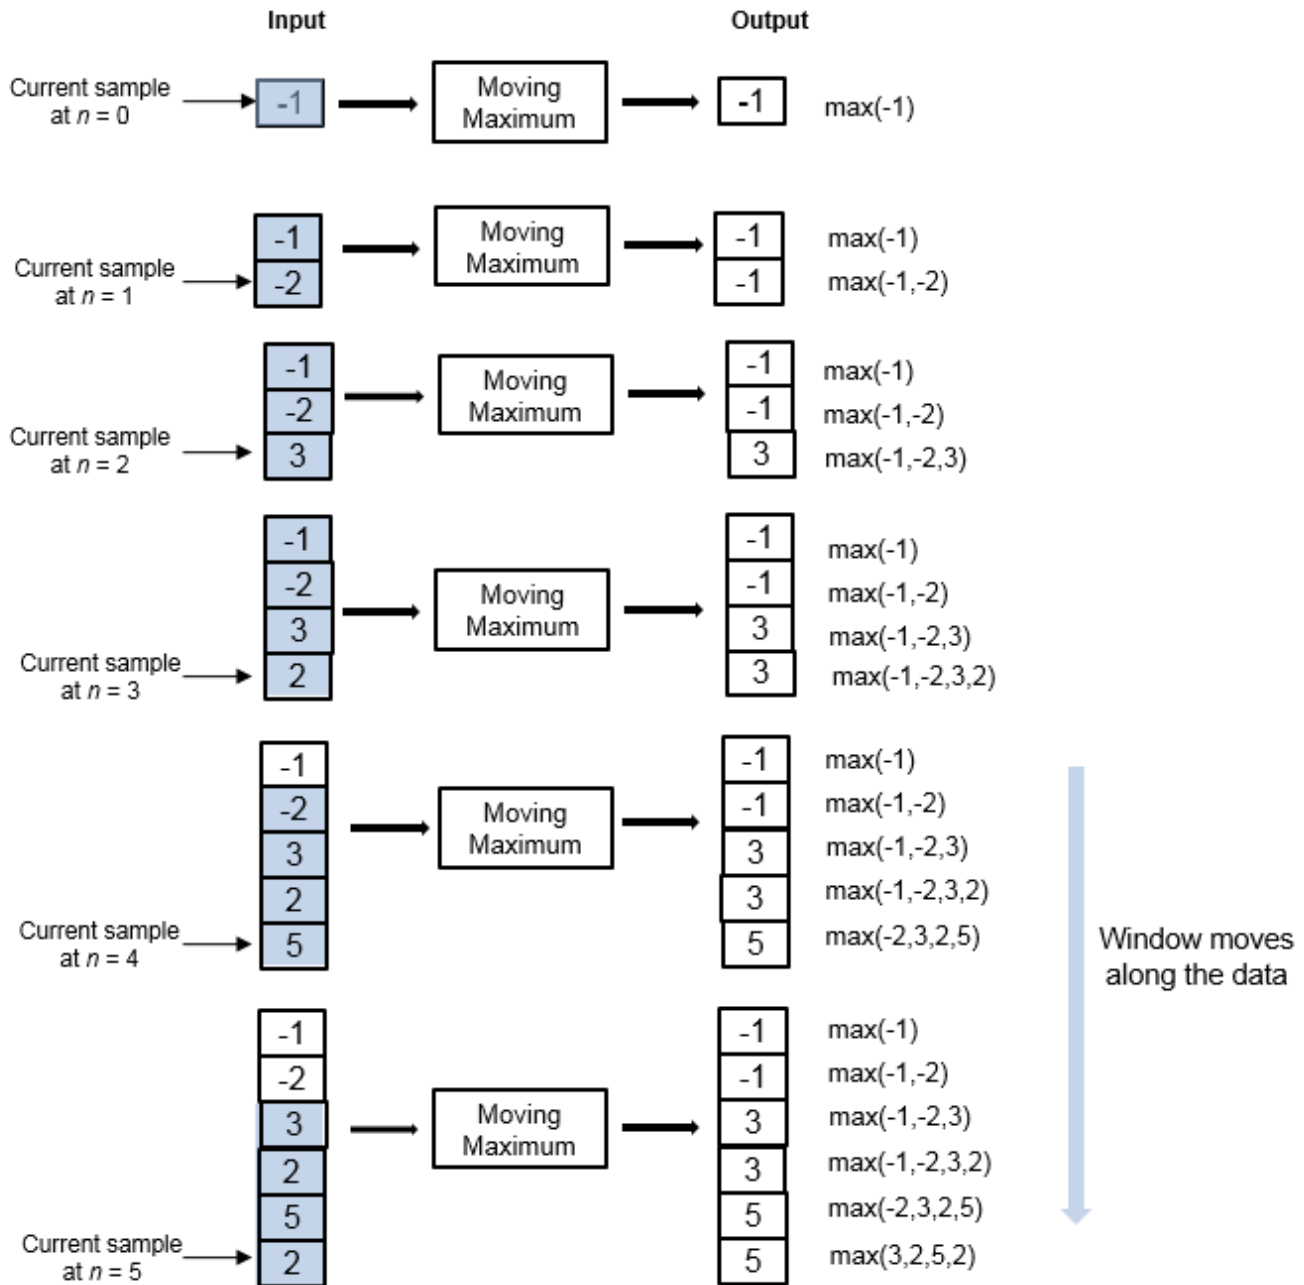 Input Output
Current sample
at n = 0
-1
Moving
Maximum
-1
max(-1)
Current sample
at n = 1
-1
-2
Moving
Maximum
-1
-1
max(-1)
max(-1,-2)
Current sample
at n = 2
-1
-2
3
Moving
Maximum
-1
-1
3
max(-1)
max(-1,-2)
max(-1,-2,3)
Current sample
at n = 3
-1
-2
3
2
Moving
Maximum
-1
-1
3
3
max(-1)
max(-1,-2)
max(-1,-2,3)
max(-1,-2,3,2)
Current sample
at n = 4
-1
-2
3
2
5
Moving
Maximum
-1
-1
3
3
5
max(-1)
max(-1,-2)
max(-1,-2,3)
max(-1,-2,3,2)
max(-2,3,2,5)
Window moves
along the data
Current sample
at n = 5
-1
-2
3
2
5
2
Moving
Maximum
-1
-1
3
3
5
5
max(-1)
max(-1,-2)
max(-1,-2,3)
max(-1,-2,3,2)
max(-2,3,2,5)
max(3,2,5,2)